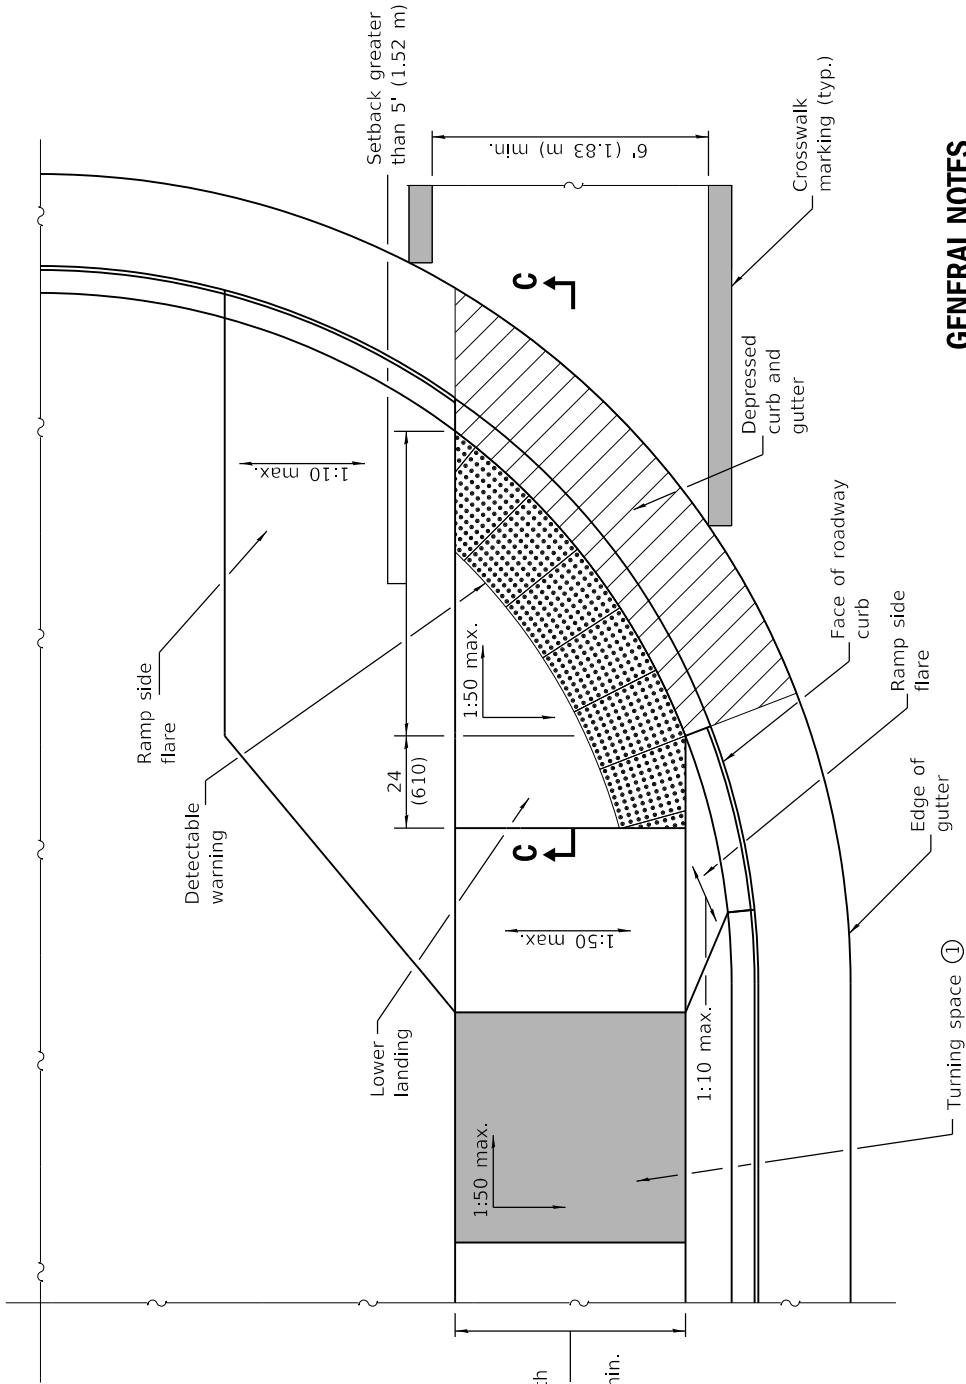 Setback greater
than 5' (1.52 m)
6' (1.83 m) min.
Crosswalk
marking (typ.)
C
1:10 max.
Depressed
curb and
gutter
GENERAL NOTES
Ramp side
flare
1:50 max.
Face of roadway
curb
Ramp side
flare
24
(610)
Detectable
warning
C
Edge of
gutter
1:50 max.
Lower
landing
1:10 max.
1:50 max.
Turning space ①
min.